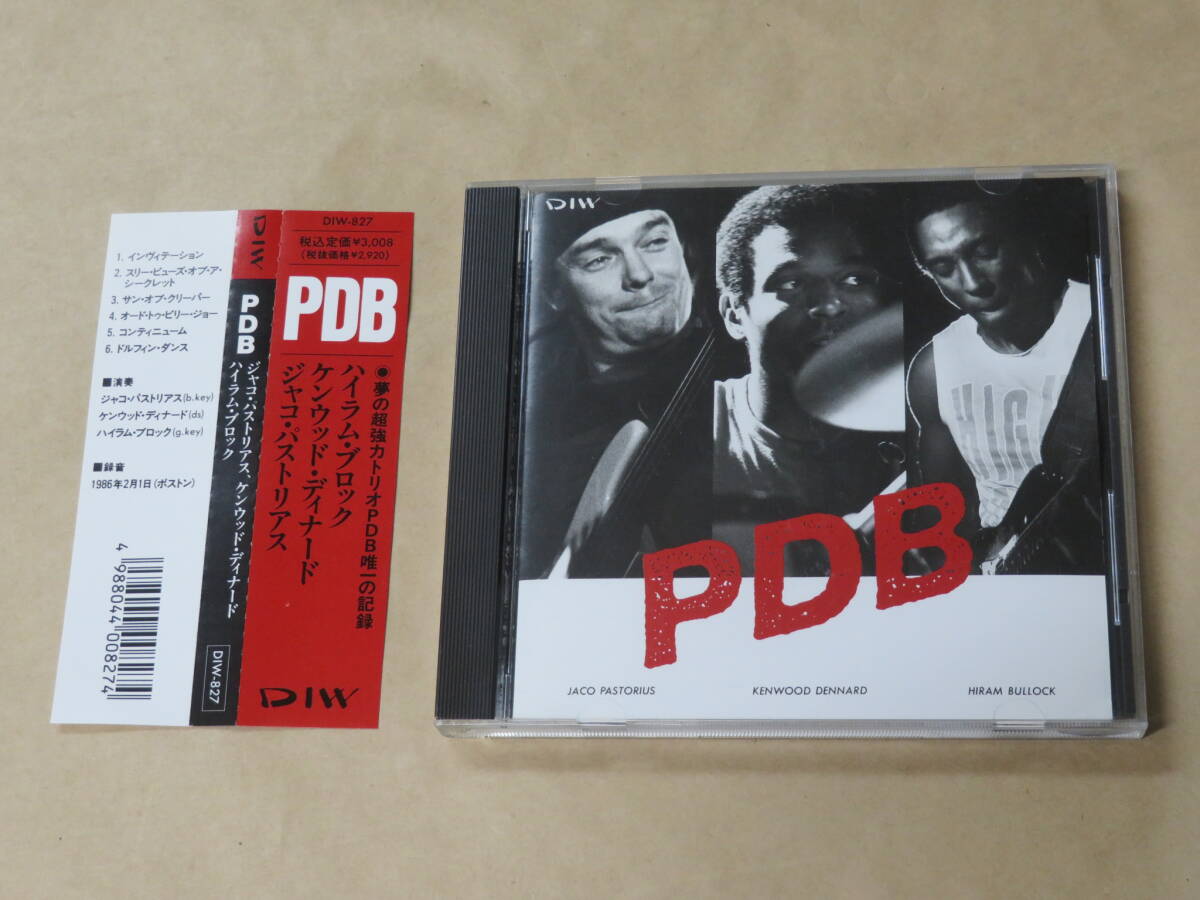 1. インヴィテーション
2. スリー・ビューズ・オブ・ア・
シークレット
3. サン・オブ・クリーパー
4. オード・トゥ・ビリー・ジョー
5. コンティニューム
6. ドルフィン・ダンス
■演奏
ジャコ・パストリアス(b.key)
ケンウッド・ディナード(ds)
ハイラム・ブロック(g.key)
■録音
1986年2月1日(ボストン)
4 988044 008274
DIW
PDB
ジャコ・パストリアス、ケンウッド・ディナード
ハイラム・ブロック
DIW-827
DIW-827
税込定価¥3,008
(税抜価格¥2,920)
PDB
●夢の超強力トリオPDB唯一の記録
ハイラム・ブロック
ケンウッド・ディナード
ジャコ・パストリアス
DIW
DIW
HIG
PDB
JACO PASTORIUS
KENWOOD DENNARD
HIRAM BULLOCK